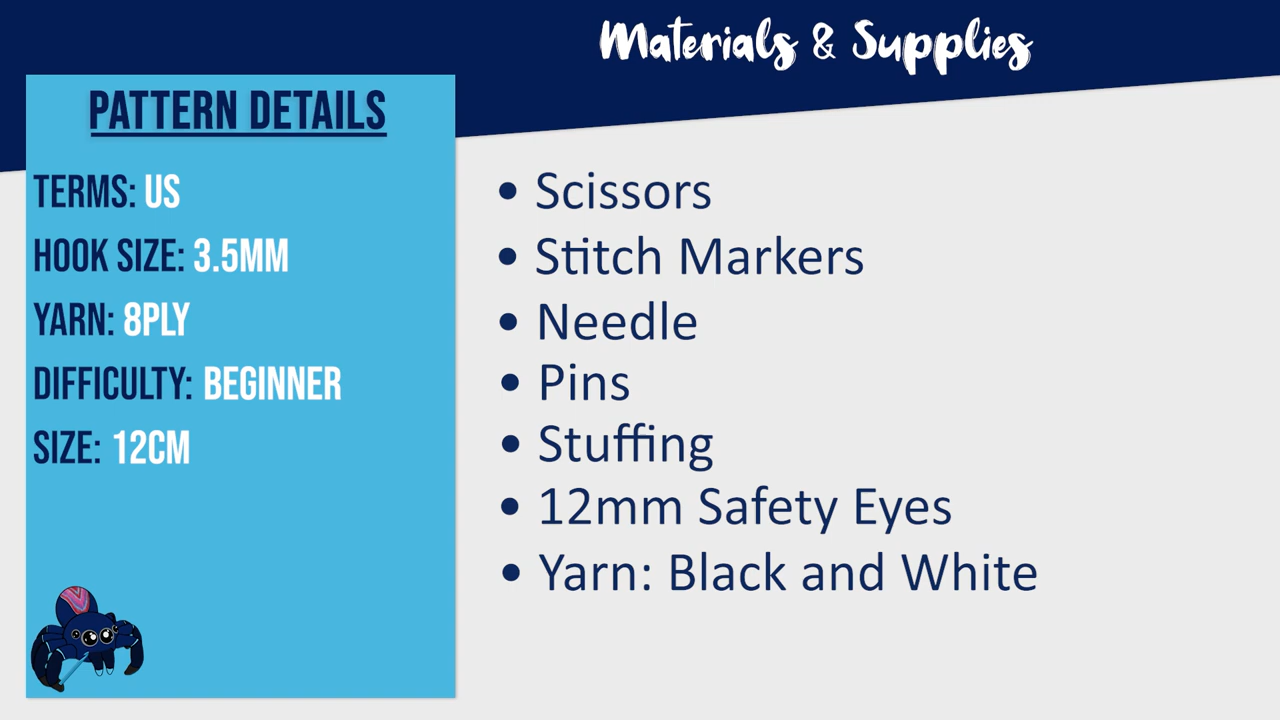 Materials & Supplies
PATTERN DETAILS
TERMS: US
HOOK SIZE: 3.5MM
YARN: 8PLY
DIFFICULTY: BEGINNER
SIZE: 12CM
• Scissors
• Stitch Markers
• Needle
• Pins
• Stuffing
• 12mm Safety Eyes
• Yarn: Black and White